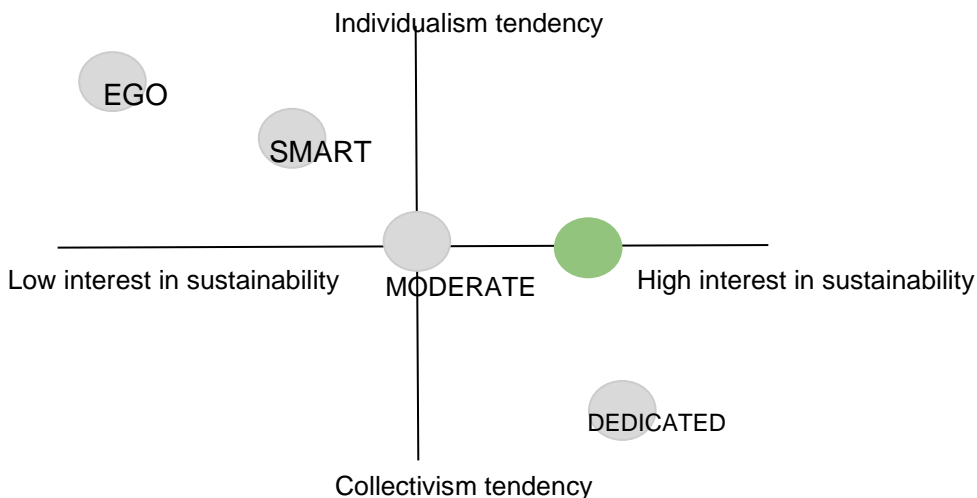 Individualism tendency
EGO
SMART
Low interest in sustainability
MODERATE
High interest in sustainability
DEDICATED
Collectivism tendency